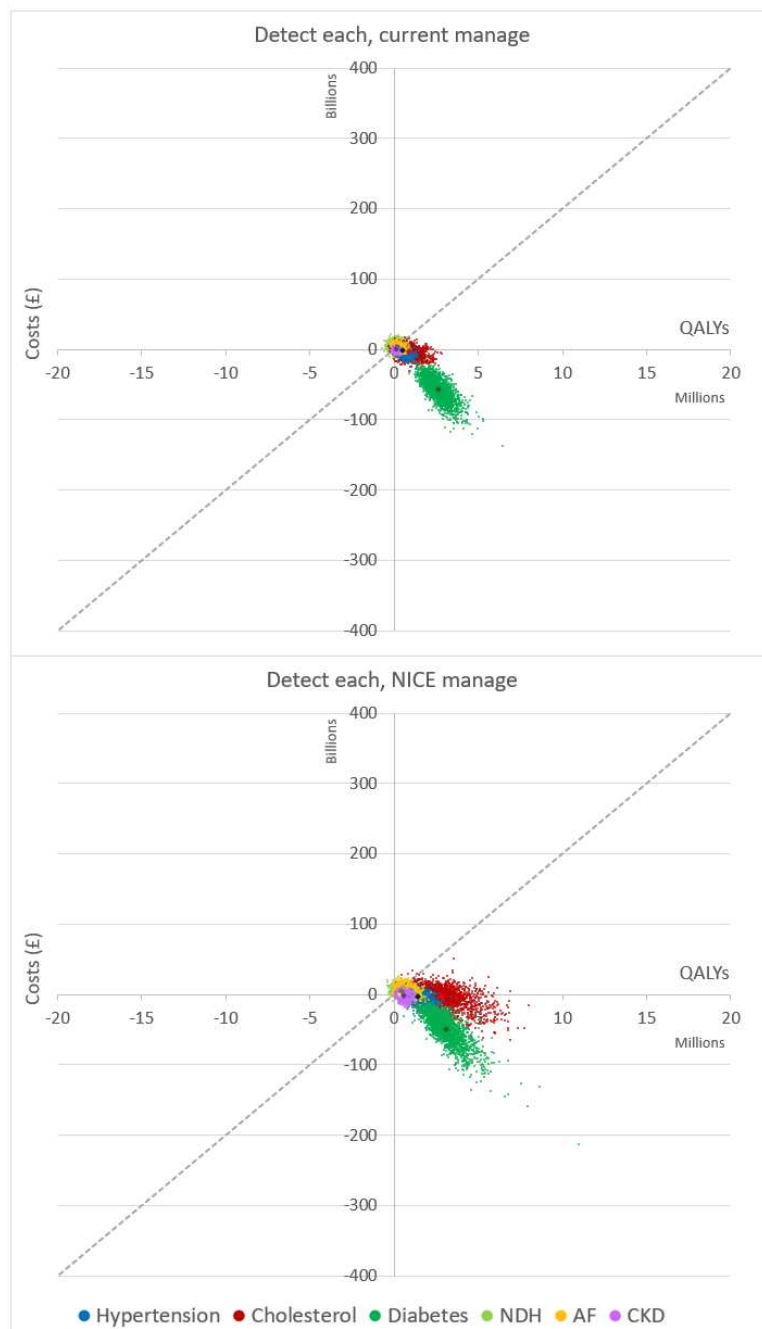 Detect each, current manage
400
Billions
300
200
100
Costs (£)
QALYs
0
-20 -15 -10 -5 0 5 10 15 20
Millions
-100
-200
-300
-400
Detect each, NICE manage
400
Billions
300
200
100
Costs (£)
QALYs
0
-20 -15 -10 -5 0 5 10 15 20
Millions
-100
-200
-300
-400
Hypertension Cholesterol Diabetes NDH AF CKD